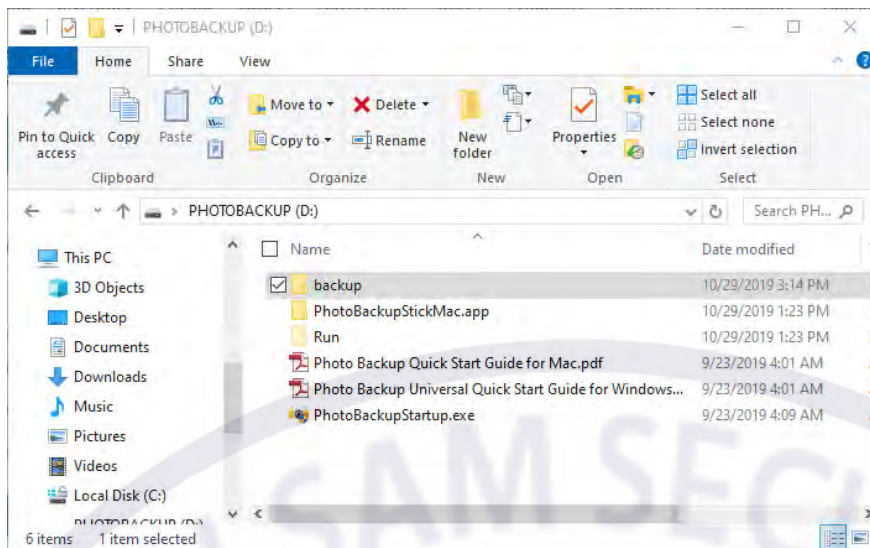 PHOTOBACKUP (D:)
File Home Share View
Pin to Quick access Copy Paste
Move to Copy to Delete Rename
New folder
Properties
Select all
Select none
Invert selection
Clipboard Organize New Open Select
PHOTOBACKUP (D:) Search PH...
This PC
3D Objects
Desktop
Documents
Downloads
Music
Pictures
Videos
Local Disk (C:)
PHOTOBACKUP (D:)
Name Date modified
backup 10/29/2019 3:14 PM
PhotoBackupStickMac.app 10/29/2019 1:23 PM
Run 10/29/2019 1:23 PM
Photo Backup Quick Start Guide for Mac.pdf 9/23/2019 4:01 AM
Photo Backup Universal Quick Start Guide for Windows... 9/23/2019 4:01 AM
PhotoBackupStartup.exe 9/23/2019 4:09 AM
SAM SEC
6 items 1 item selected